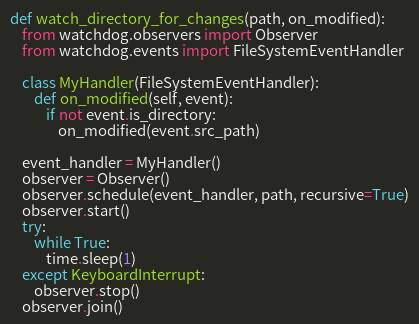 def watch_directory_for_changes(path, on_modified):
    from watchdog.observers import Observer
    from watchdog.events import FileSystemEventHandler

    class MyHandler(FileSystemEventHandler):
        def on_modified(self, event):
            if not event.is_directory:
                on_modified(event.src_path)

    event_handler = MyHandler()
    observer = Observer()
    observer.schedule(event_handler, path, recursive=True)
    observer.start()
    try:
        while True:
            time.sleep(1)
    except KeyboardInterrupt:
        observer.stop()
    observer.join()